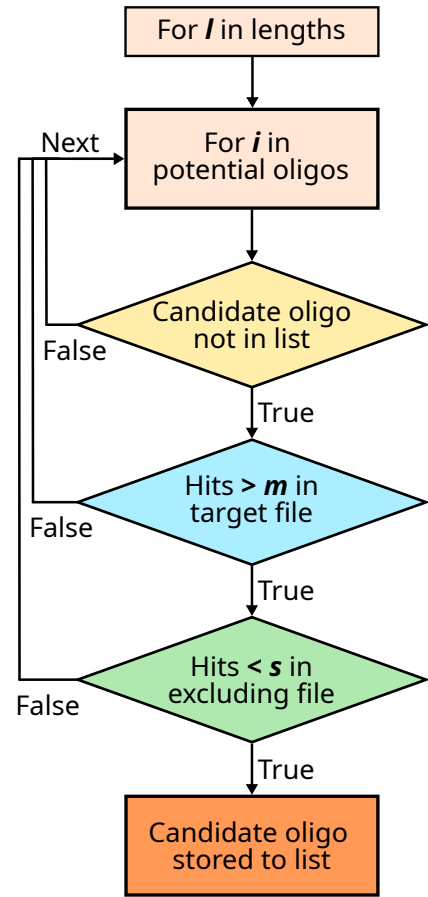 For l in lengths
Next
For i in
potential oligos
Candidate oligo
not in list
False
True
Hits > m in
target file
False
True
Hits < s in
excluding file
False
True
Candidate oligo
stored to list